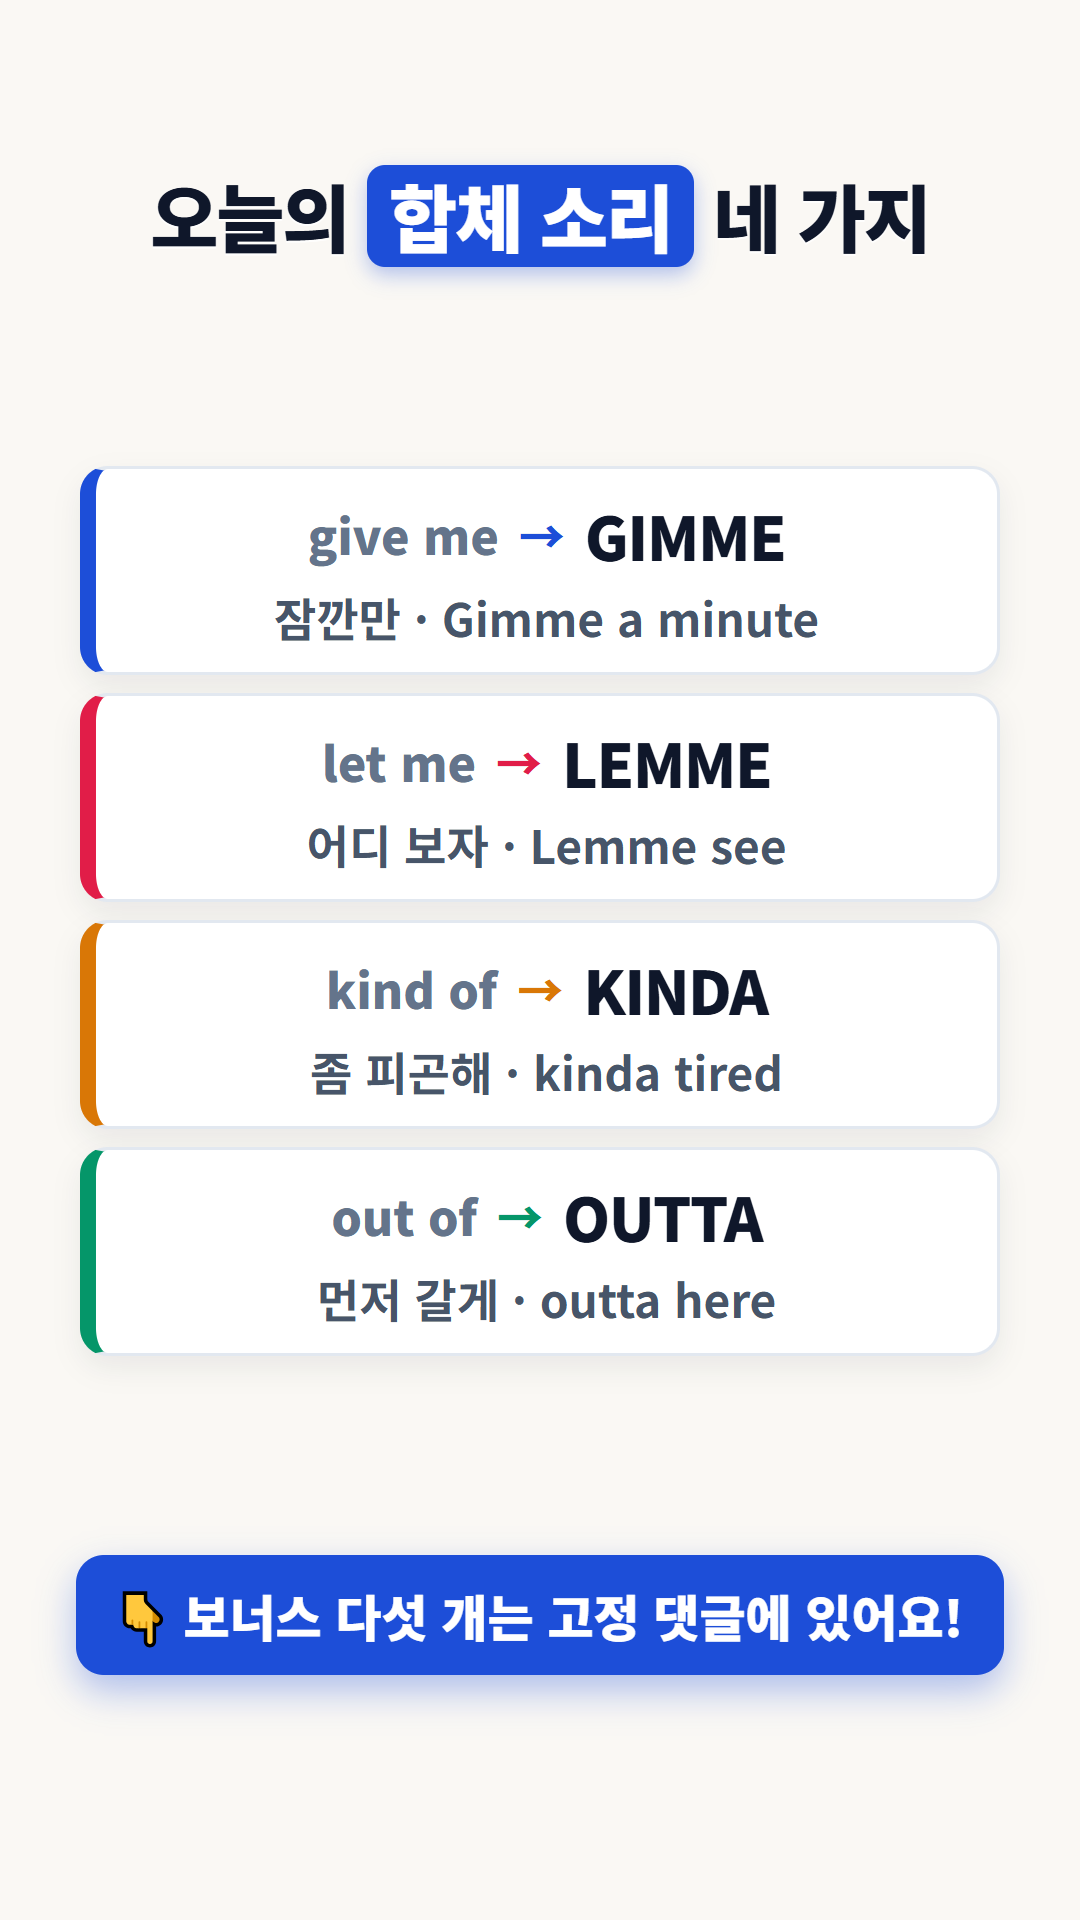 오늘의 합체 소리 네 가지
give me → GIMME
잠깐만 · Gimme a minute
let me → LEMME
어디 보자 · Lemme see
kind of → KINDA
좀 피곤해 · kinda tired
out of → OUTTA
먼저 갈게 · outta here
👇 보너스 다섯 개는 고정 댓글에 있어요!